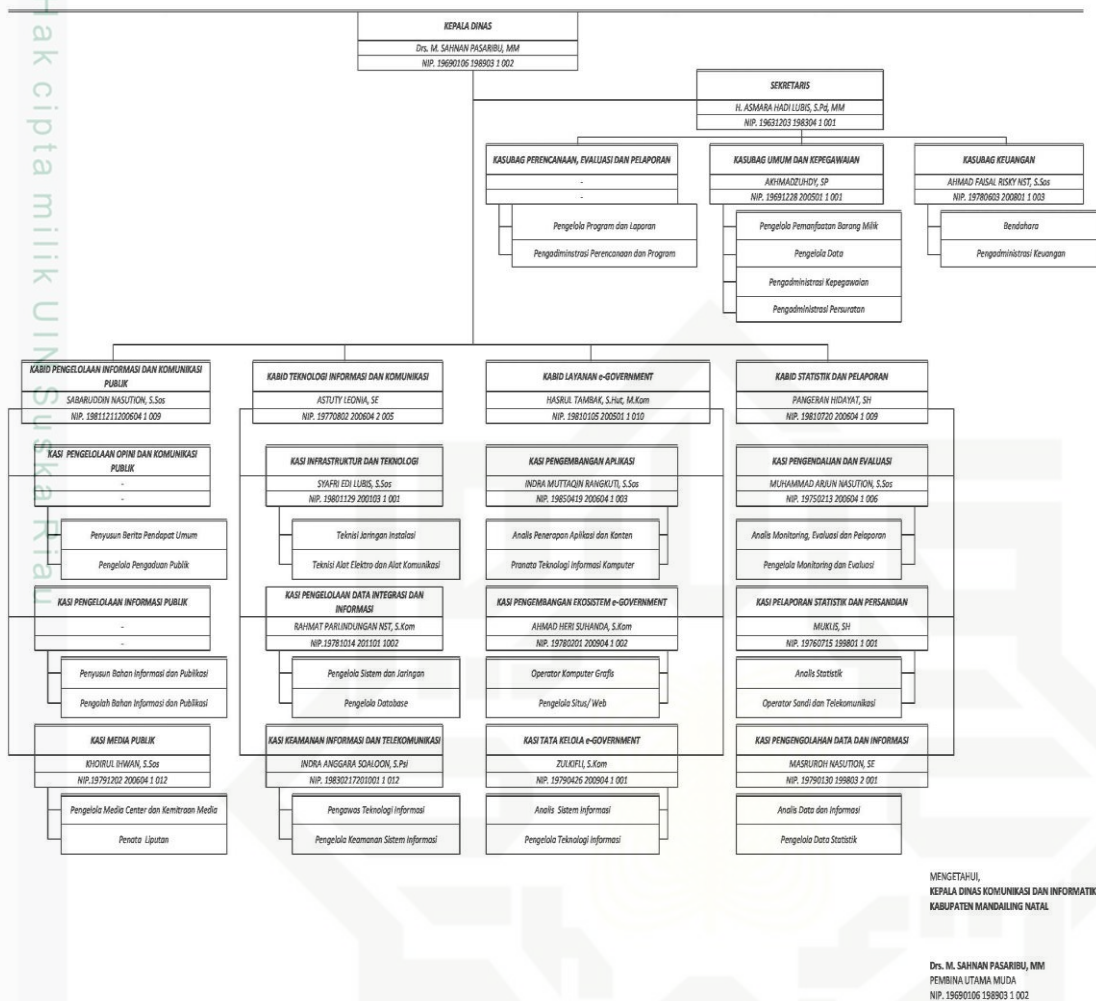 Hak cipta milik UIN Suska Riau
KEPALA DINAS
Drs. M. SAHNAN PASARIBU, MM
NIP. 19690106 198903 1 002
SEKRETARIS
H. ASMARA HADI LUBIS, S.Pd, MM
NIP. 19631203 198304 1 001
KASUBAG PERENCANAAN, EVALUASI DAN PELAPORAN
-
-
Pengelola Program dan Laporan
Pengadiminstrasi Perencanaan dan Program
KASUBAG UMUM DAN KEPEGAWAIAN
AKHMADZUHDY, SP
NIP. 19691228 200501 1 001
Pengelola Pemanfaatan Barang Milik
Pengelola Data
Pengadministrasi Kepegawaian
Pengadministrasi Persuratan
KASUBAG KEUANGAN
AHMAD FAISAL RISKY NST, S.Sos
NIP. 19780603 200801 1 003
Bendahara
Pengadministrasi Keuangan
KABID PENGELOLAAN INFORMASI DAN KOMUNIKASI
PUBLIK
SABARUDDIN NASUTION, S.Sos
NIP. 19811211200604 1 009
KASI PENGELOLAAN OPINI DAN KOMUNIKASI
PUBLIK
-
-
Penyusun Berita Pendapat Umum
Pengelola Pengaduan Publik
KASI PENGELOLAAN INFORMASI PUBLIK
-
-
Penyusun Bahan Informasi dan Publikasi
Pengolah Bahan Informasi dan Publikasi
KASI MEDIA PUBLIK
KHOIRUL IHWAN, S.Sos
NIP.19791202 200604 1 012
Pengelola Media Center dan Kemitraan Media
Penata Liputan
KABID TEKNOLOGI INFORMASI DAN KOMUNIKASI
ASTUTY LEONIA, SE
NIP. 19770802 200604 2 005
KASI INFRASTRUKTUR DAN TEKNOLOGI
SYAFRI EDI LUBIS, S.Sos
NIP. 19801129 200103 1 001
Teknisi Jaringan Instalasi
Teknisi Alat Elektro dan Alat Komunikasi
KASI PENGELOLAAN DATA INTEGRASI DAN
INFORMASI
RAHMAT PARLINDUNGAN NST, S.Kom
NIP.19781014 201101 1002
Pengelola Sistem dan Jaringan
Pengelola Database
KASI KEAMANAN INFORMASI DAN TELEKOMUNIKASI
INDRA ANGGARA SOALOON, S.Psi
NIP. 19830217201001 1 012
Pengawas Teknologi Informasi
Pengelola Keamanan Sistem Informasi
KABID LAYANAN e-GOVERNMENT
HASRUL TAMBAK, S.Hut, M.Kom
NIP. 19810105 200501 1 010
KASI PENGEMBANGAN APLIKASI
INDRA MUTTAQIN RANGKUTI, S.Sos
NIP. 19850419 200604 1 003
Analis Penerapan Aplikasi dan Konten
Pranata Teknologi Informasi Komputer
KASI PENGEMBANGAN EKOSISTEM e-GOVERNMENT
AHMAD HERI SUHANDA, S.Kom
NIP. 19780201 200904 1 002
Operator Komputer Grafis
Pengelola Situs/ Web
KASI TATA KELOLA e-GOVERNMENT
ZULKIFLI, S.Kom
NIP. 19790426 200904 1 001
Analis Sistem Informasi
Pengelola Teknologi Informasi
KABID STATISTIK DAN PELAPORAN
PANGERAN HIDAYAT, SH
NIP. 19810720 200604 1 009
KASI PENGENDALIAN DAN EVALUASI
MUHAMMAD ARJUN NASUTION, S.Sos
NIP. 19750213 200604 1 006
Analis Monitoring, Evaluasi dan Pelaporan
Pengelola Monitoring dan Evaluasi
KASI PELAPORAN STATISTIK DAN PERSANDIAN
MUKLIS, SH
NIP. 19760715 199801 1 001
Analis Statistik
Operator Sandi dan Telekomunikasi
KASI PENGENGOLAHAN DATA DAN INFORMASI
MASRUROH NASUTION, SE
NIP. 19790130 199803 2 001
Analis Data dan Informasi
Pengelola Data Statistik
MENGETAHUI,
KEPALA DINAS KOMUNIKASI DAN INFORMATIK
KABUPATEN MANDAILING NATAL
Drs. M. SAHNAN PASARIBU, MM
PEMBINA UTAMA MUDA
NIP. 19690106 198903 1 002